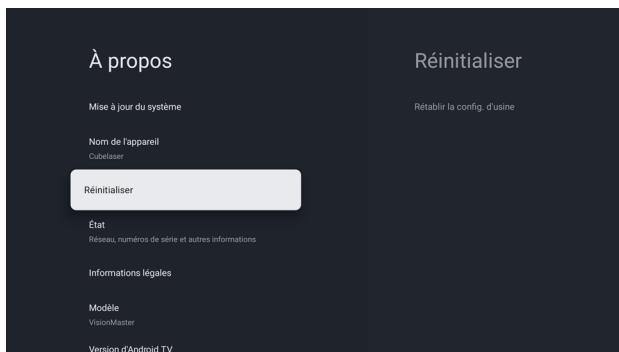 À propos
Réinitialiser
Mise à jour du système
Rétablir la config. d'usine
Nom de l'appareil
Cubelaser
Réinitialiser
État
Réseau, numéros de série et autres informations
Informations légales
Modèle
VisionMaster
Version d'Android TV